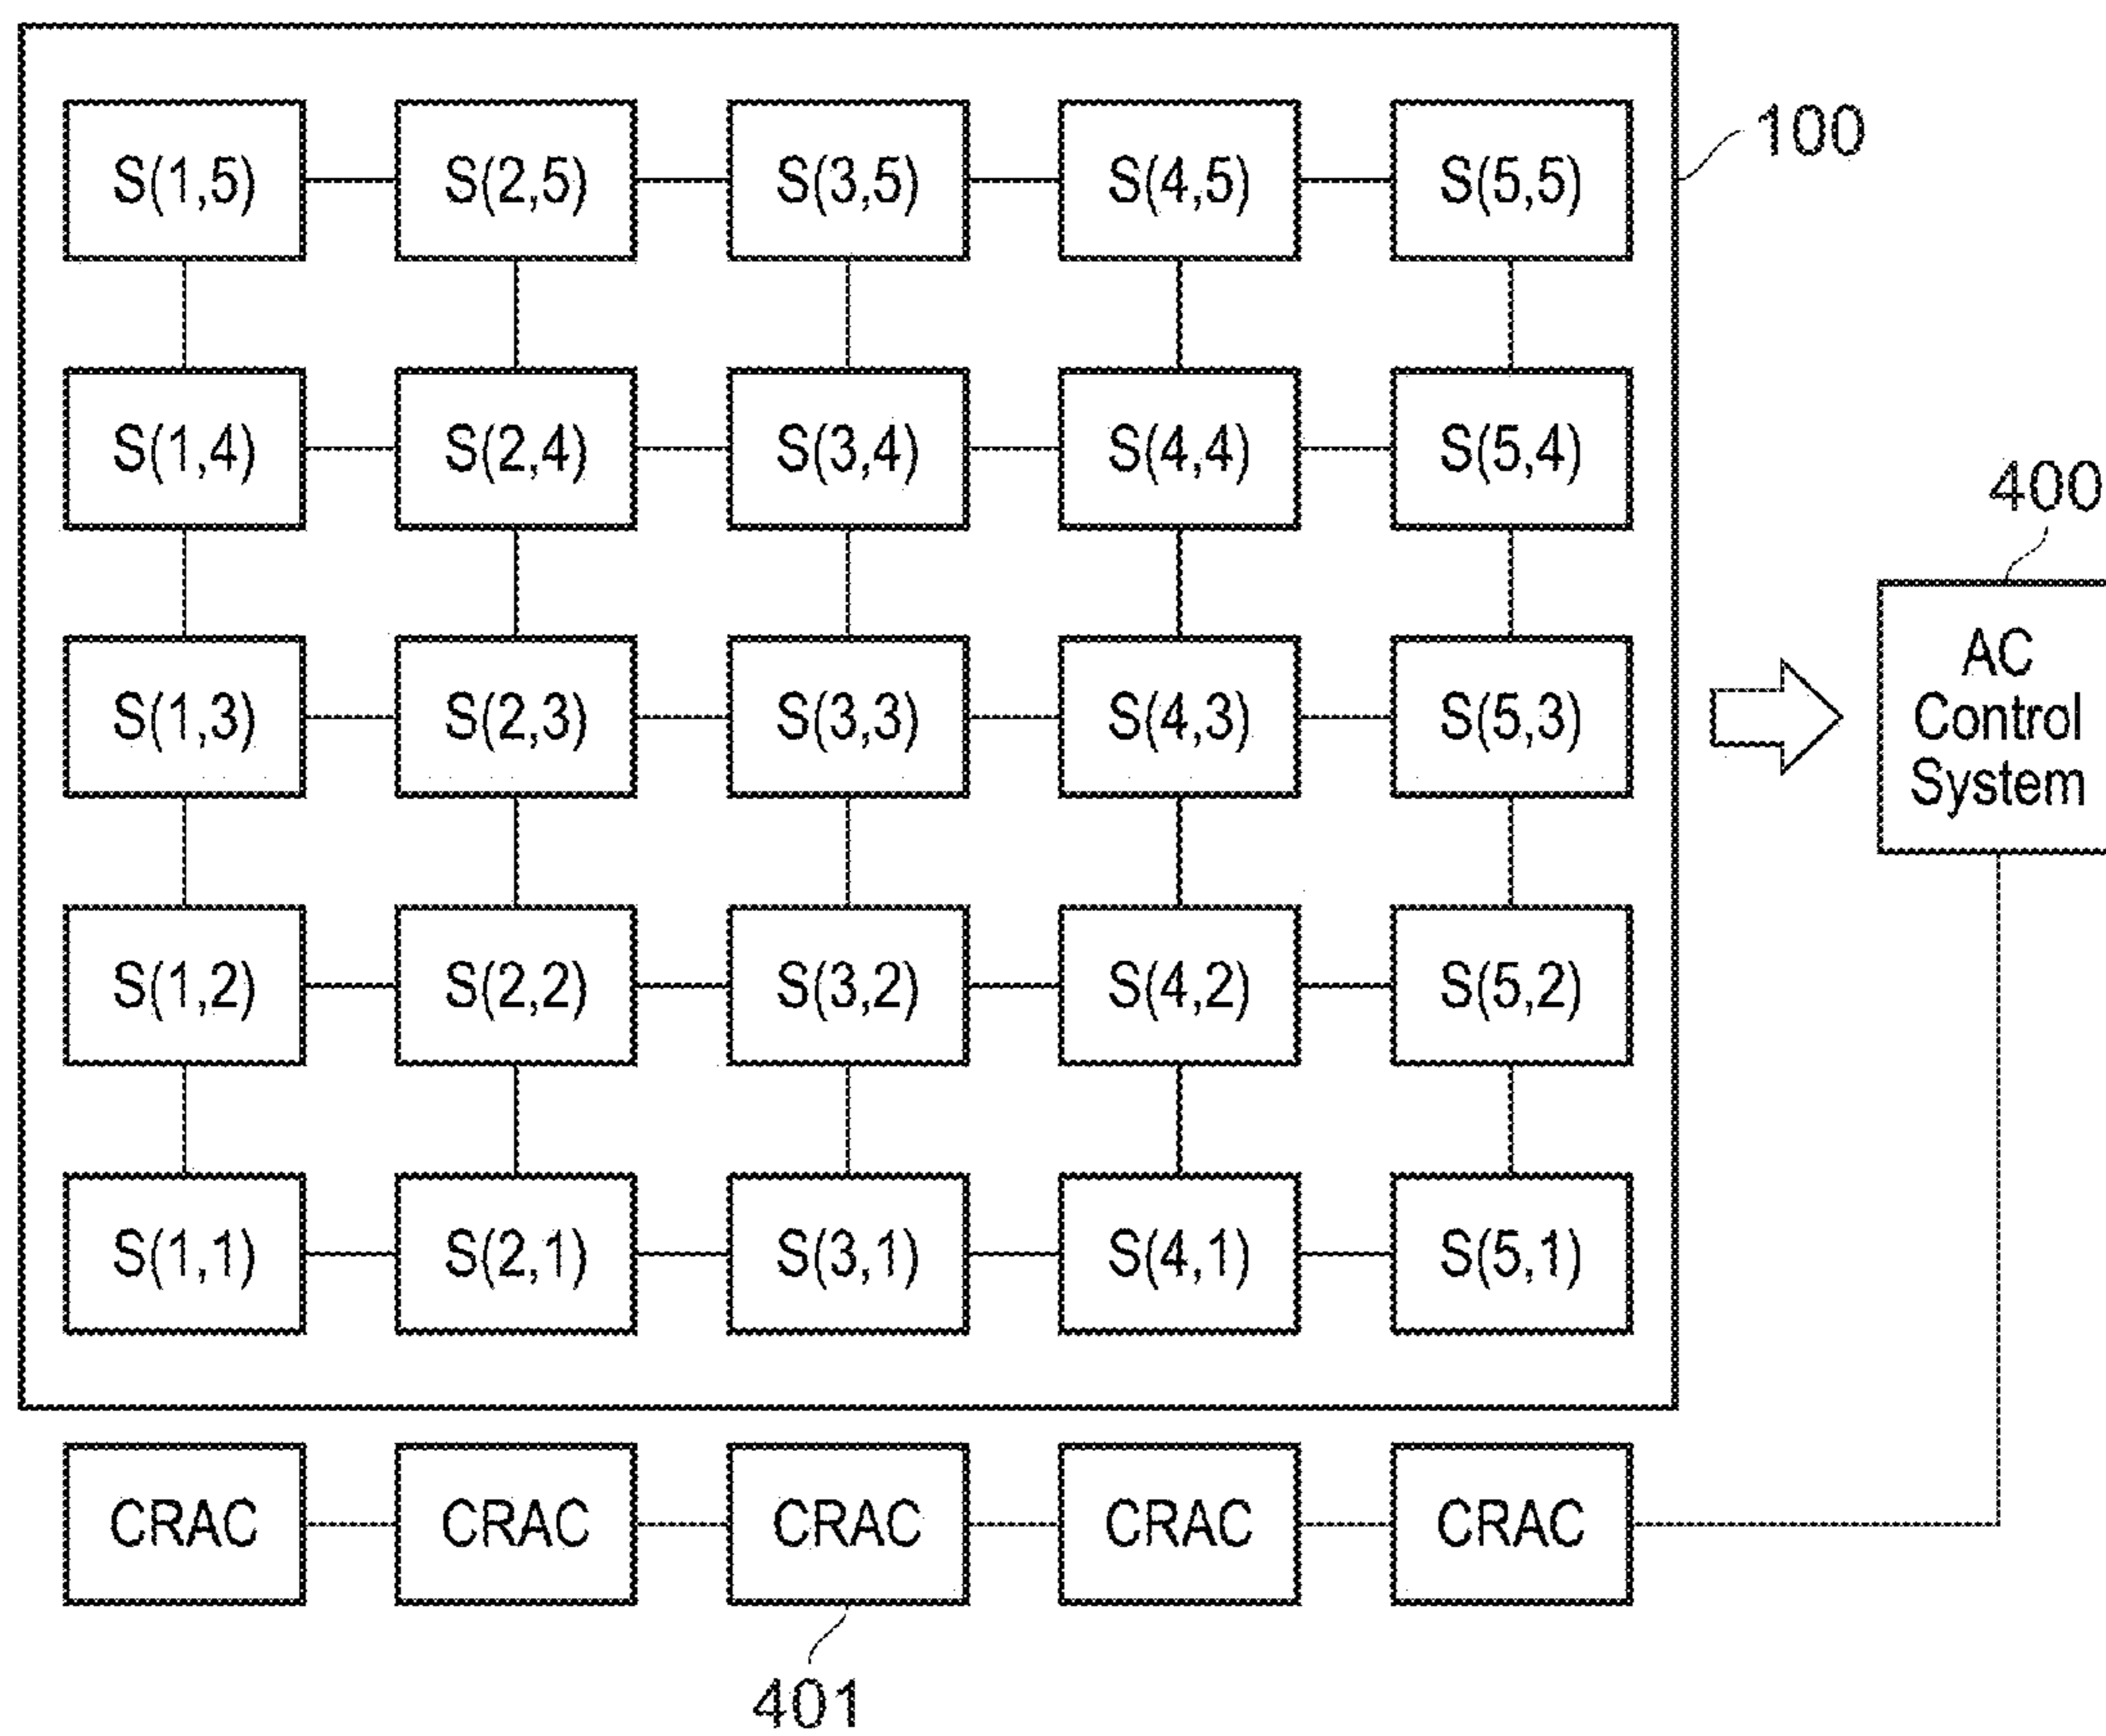 S(1,5) S(2,5) S(3,5) S(4,5) S(5,5)
100
S(1,4) S(2,4) S(3,4) S(4,4) S(5,4)
400
AC
Control
System
S(1,3) S(2,3) S(3,3) S(4,3) S(5,3)
S(1,2) S(2,2) S(3,2) S(4,2) S(5,2)
S(1,1) S(2,1) S(3,1) S(4,1) S(5,1)
CRAC CRAC CRAC CRAC CRAC
401